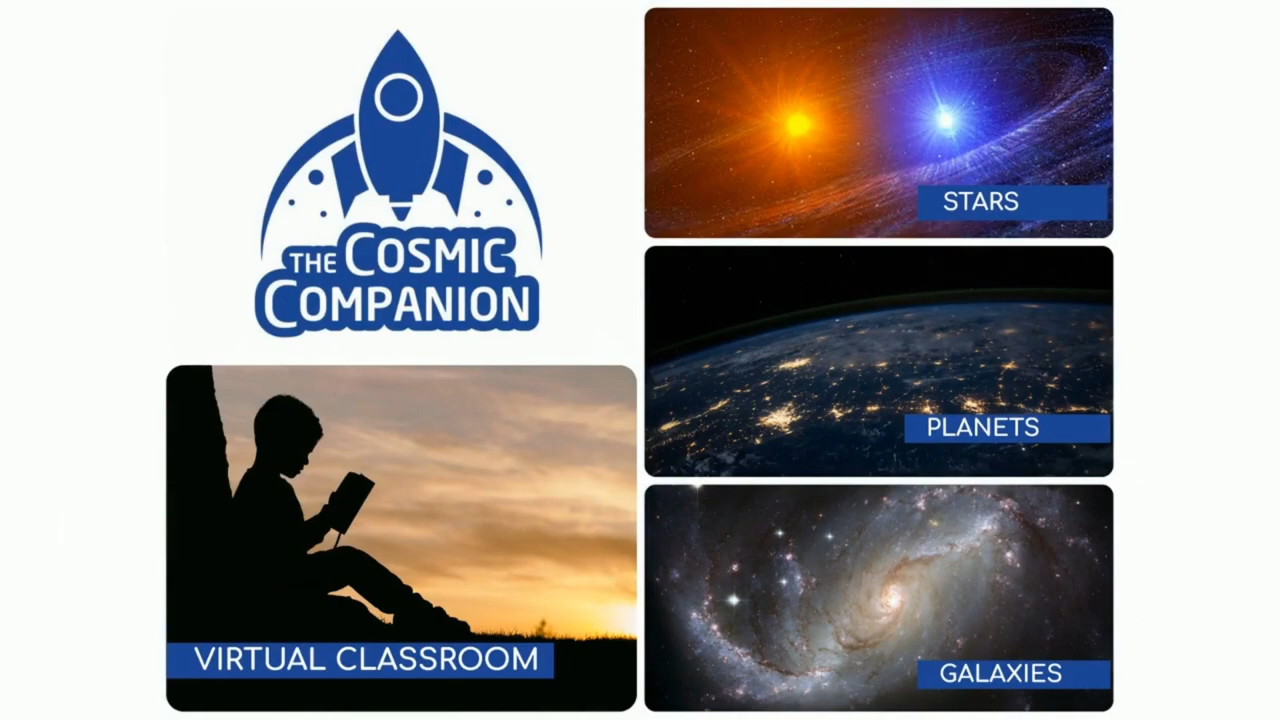 THE COSMIC
COMPANION
VIRTUAL CLASSROOM
STARS
PLANETS
GALAXIES